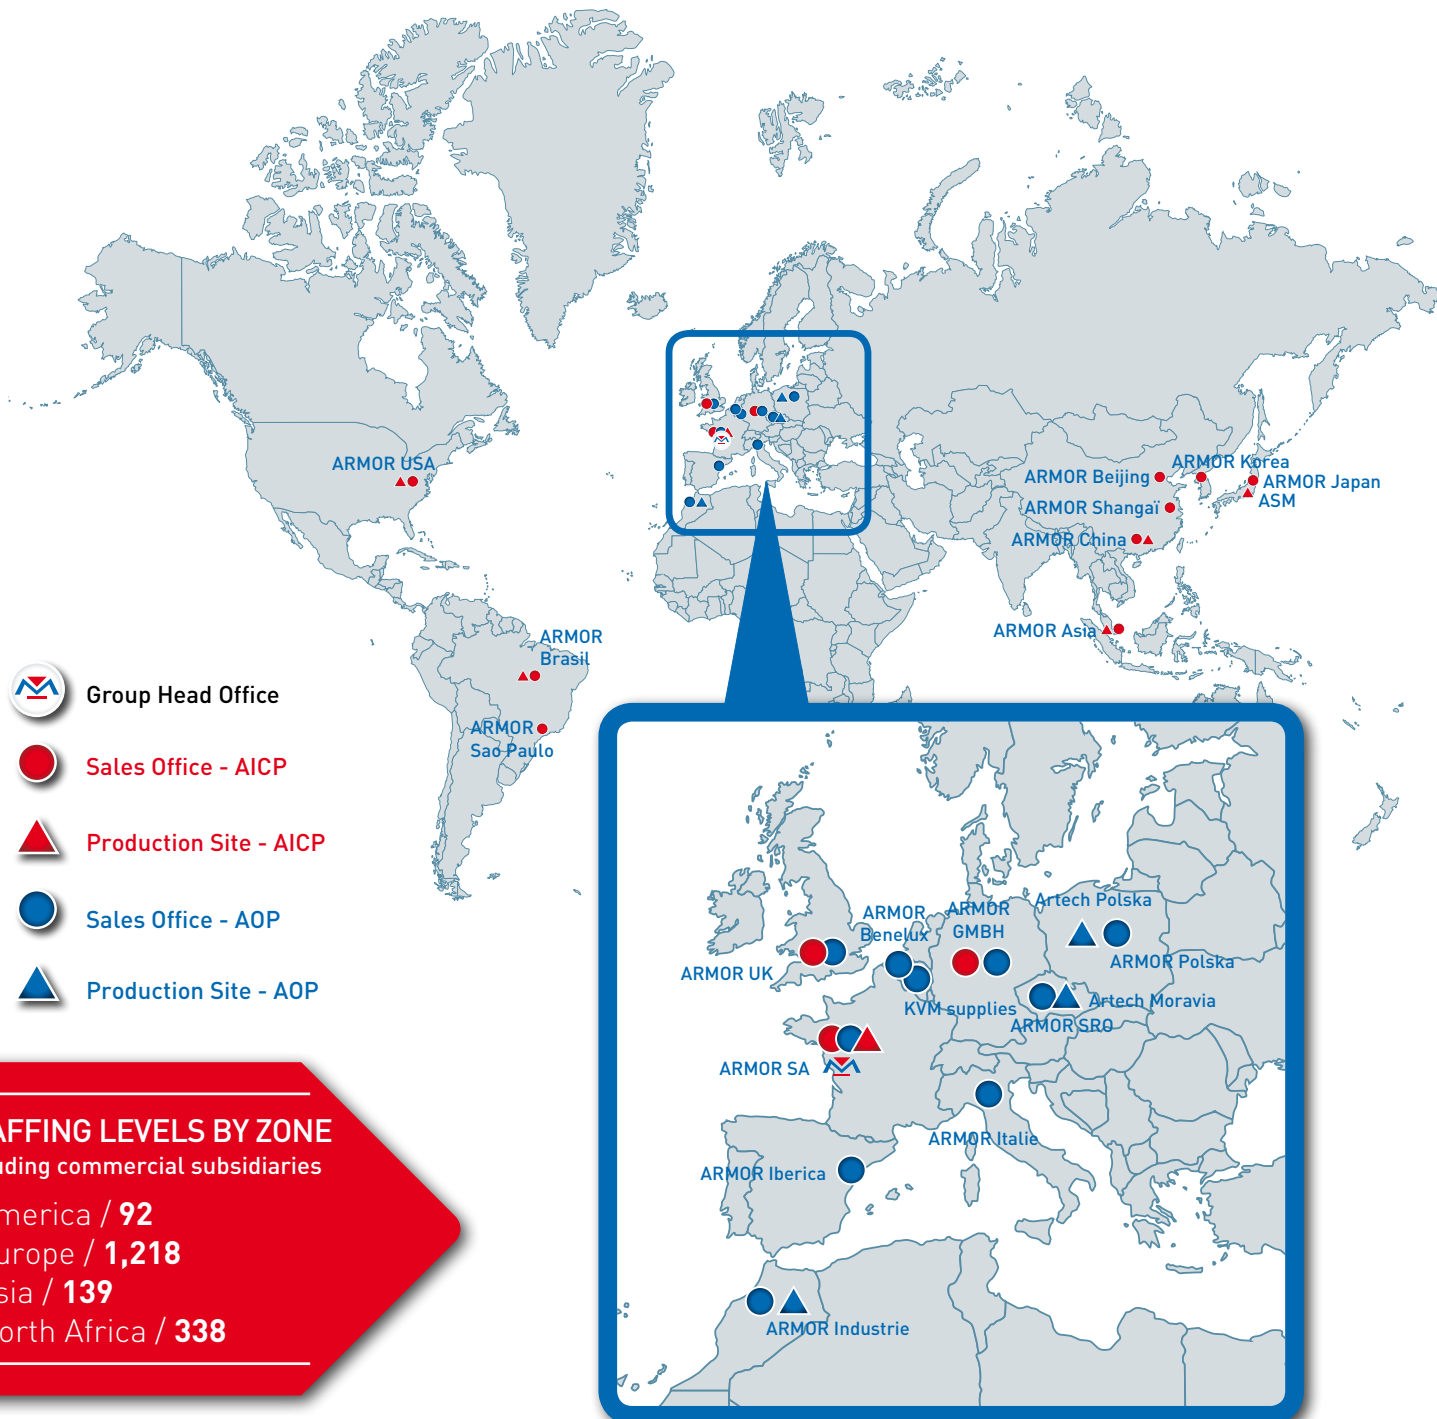 ARMOR USA
ARMOR Beijing
ARMOR Korea
ARMOR Japan
ASM
ARMOR Shangaï
ARMOR China
ARMOR Asia
ARMOR
Brasil
ARMOR
Sao Paulo
Group Head Office
Sales Office - AICP
Production Site - AICP
Sales Office - AOP
Production Site - AOP
ARMOR
Benelux
ARMOR
GMBH
Artech Polska
ARMOR Polska
ARMOR UK
KVM supplies
Artech Moravia
ARMOR SRO
ARMOR SA
ARMOR Italie
ARMOR Iberica
ARMOR Industrie
AFFING LEVELS BY ZONE
uding commercial subsidiaries
merica / 92
urope / 1,218
sia / 139
orth Africa / 338